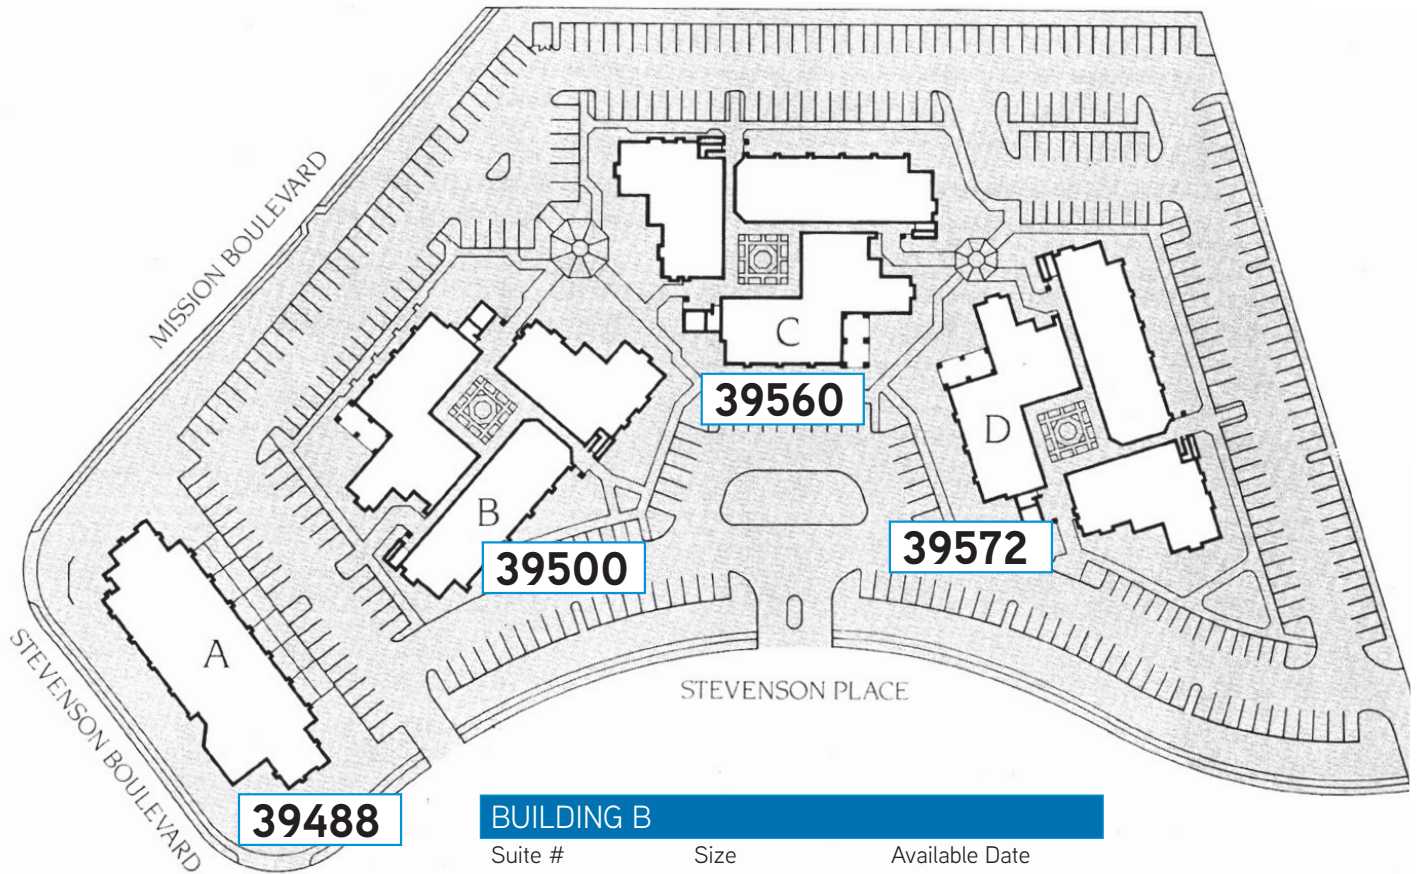 MISSION BOULEVARD
C
39560
D
B
39572
39500
A
STEVENSON PLACE
STEVENSON BOULEVARD
39488
BUILDING B
Suite # Size Available Date